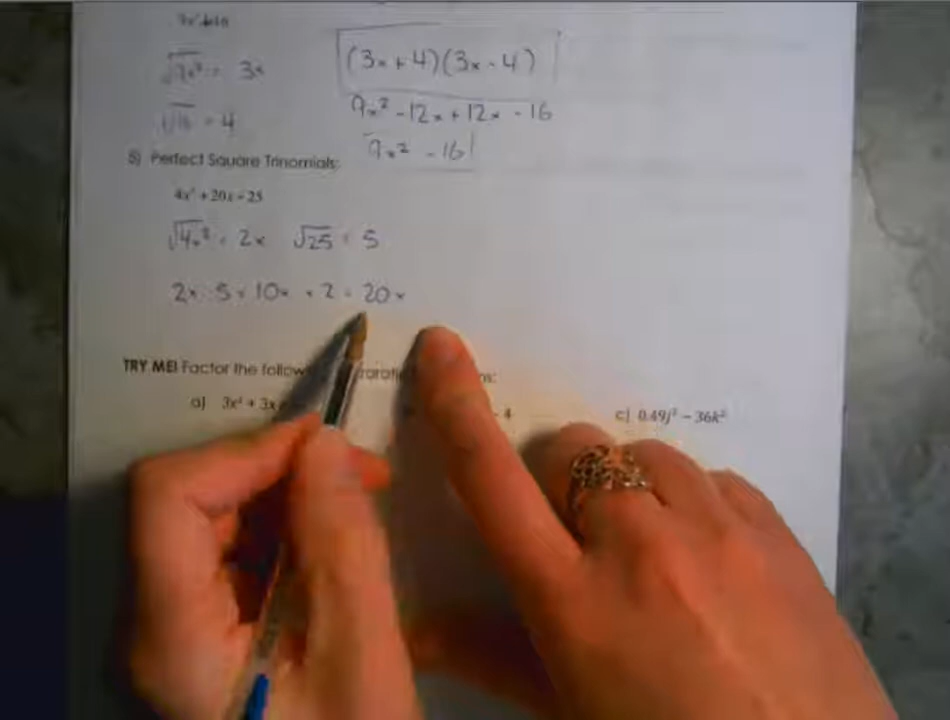 9x² - 16
√9x² = 3x (3x + 4)(3x - 4)
√16 = 4 9x² - 12x + 12x - 16
9x² - 16
5) Perfect Square Trinomials:
4x² + 20x + 25
√4x² = 2x √25 = 5
2x · 5 = 10x × 2 = 20x
TRY ME! Factor the
a) 3x² + 3x - 4 c) 0.49j² - 36k²